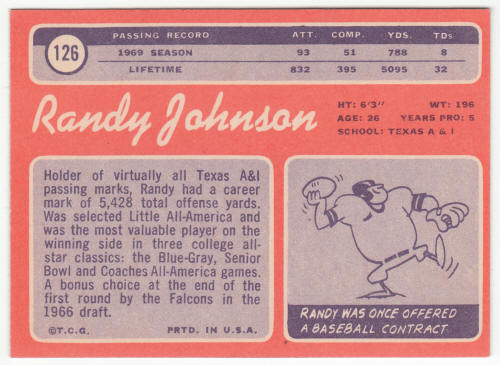 126
PASSING RECORD ATT. COMP. YDS. TDs
1969 SEASON 93 51 788 8
LIFETIME 832 395 5095 32
Randy Johnson
HT: 6'3" WT: 196
AGE: 26 YEARS PRO: 5
SCHOOL: TEXAS A & I
Holder of virtually all Texas A&I
passing marks, Randy had a career
mark of 5,428 total offense yards.
Was selected Little All-America and
was the most valuable player on the
winning side in three college all-
star classics: the Blue-Gray, Senior
Bowl and Coaches All-America games.
A bonus choice at the end of the
first round by the Falcons in the
1966 draft.
©T.C.G. PRTD. IN U.S.A.
RANDY WAS ONCE OFFERED
A BASEBALL CONTRACT